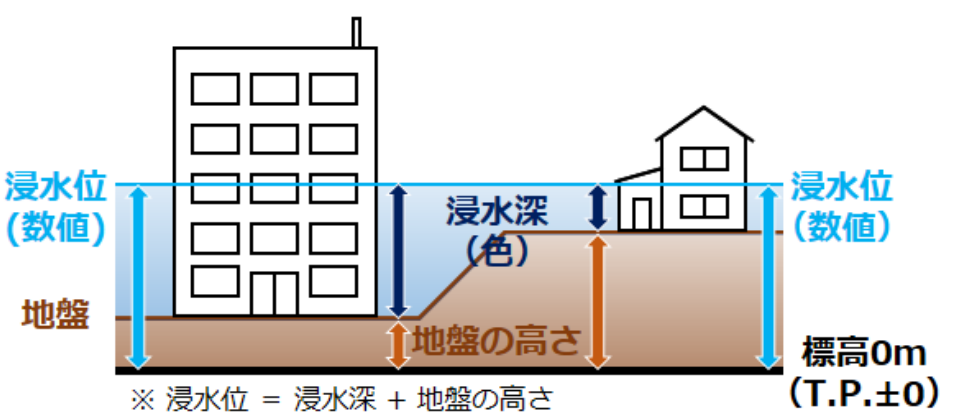 浸水位
(数値)
浸水深
(色)
浸水位
(数値)
地盤
地盤の高さ
標高0m
(T.P.±0)
※ 浸水位 = 浸水深 + 地盤の高さ